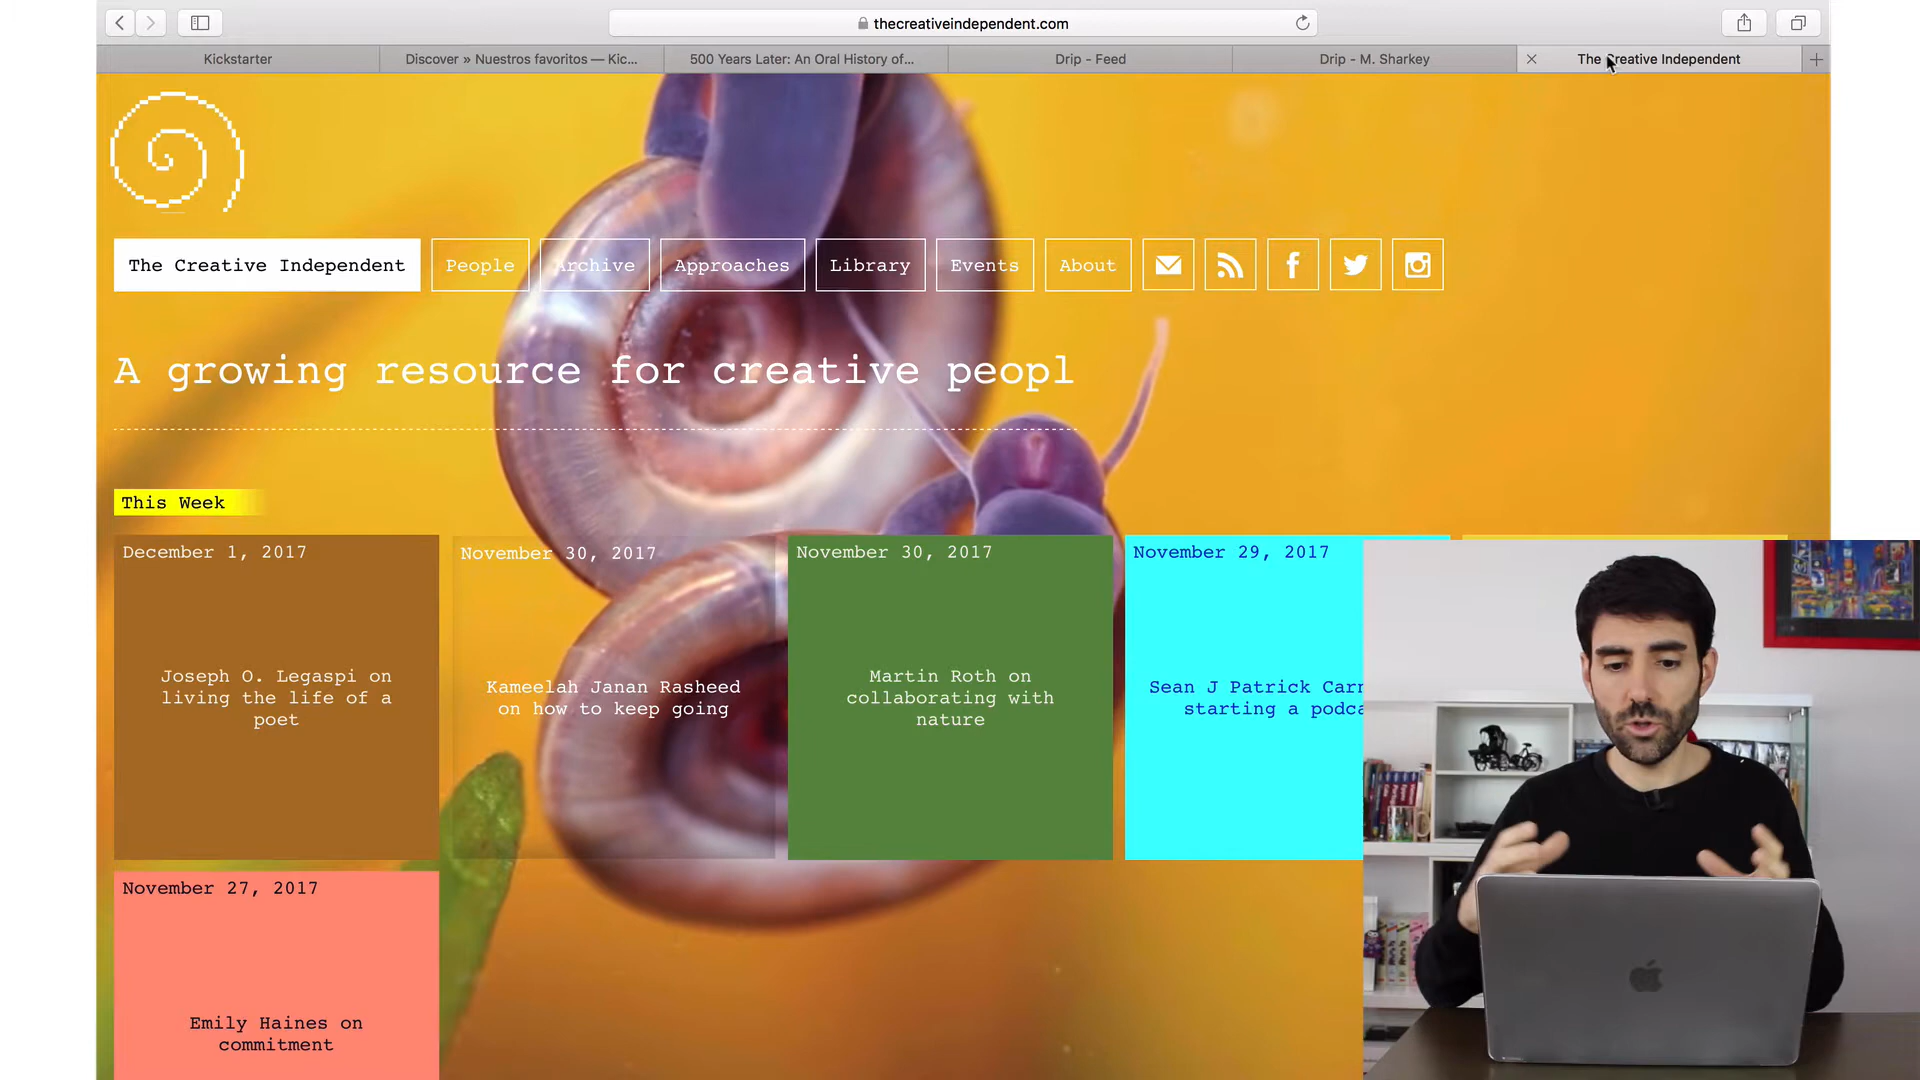 thecreativeindependent.com
Kickstarter
Discover » Nuestros favoritos — Kic...
500 Years Later: An Oral History of...
Drip - Feed
Drip - M. Sharkey
The Creative Independent
The Creative Independent
People
Archive
Approaches
Library
Events
About
A growing resource for creative peopl
This Week
December 1, 2017
Joseph O. Legaspi on
living the life of a
poet
November 30, 2017
Kameelah Janan Rasheed
on how to keep going
November 30, 2017
Martin Roth on
collaborating with
nature
November 29, 2017
Sean J Patrick
starting a
November 27, 2017
Emily Haines on
commitment